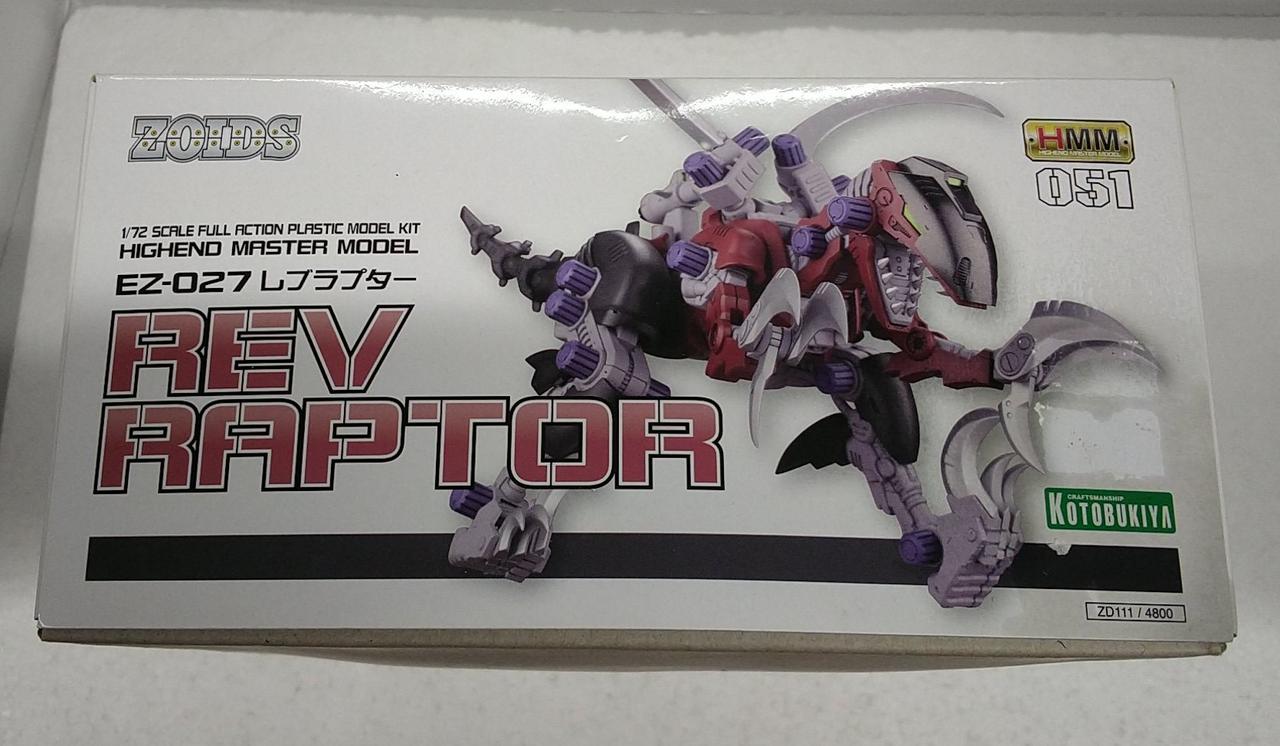 ZOIDS
HMM
HIGHEND MASTER MODEL
051
1/72 SCALE FULL ACTION PLASTIC MODEL KIT
HIGHEND MASTER MODEL
EZ-027 レブラプター
REV
RAPTOR
CRAFTSMANSHIP
KOTOBUKIYA
ZD111 / 4800